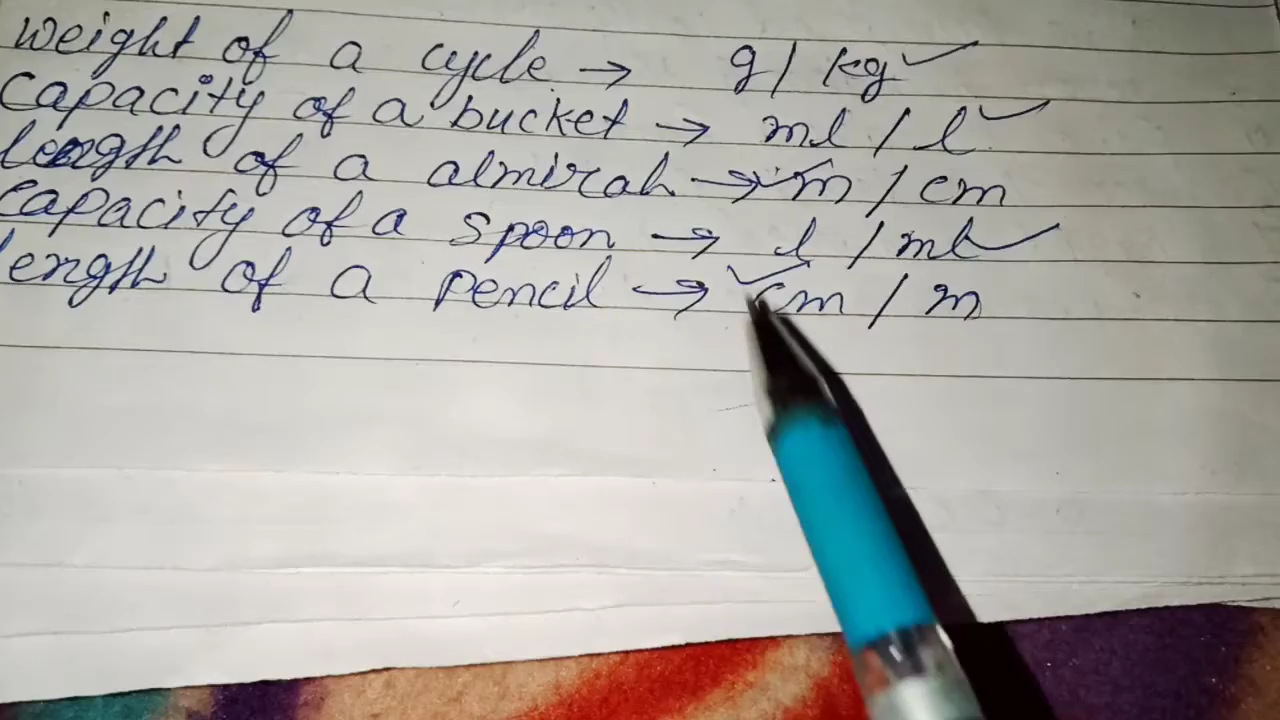 weight of a cycle → g / kg ✓
Capacity of a bucket → ml / l ✓
length of a almirah → ✓ m / cm
Capacity of a spoon → l / ml ✓
length of a pencil → ✓ cm / m